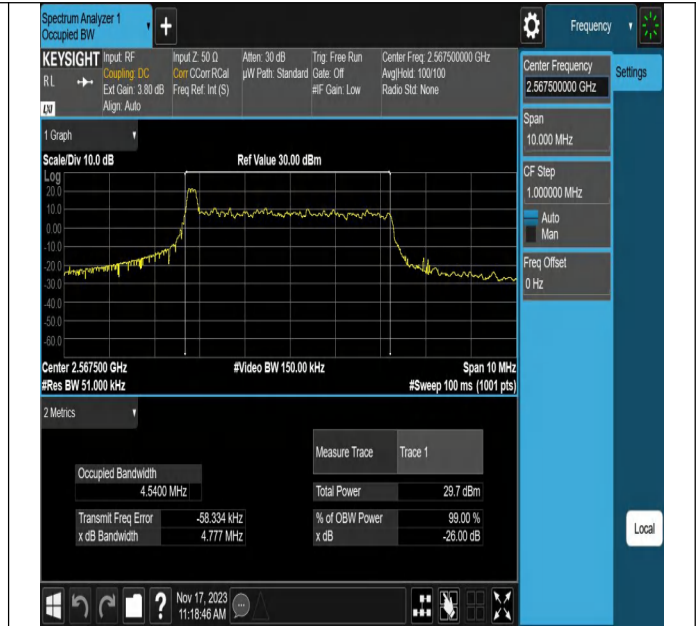 Spectrum Analyzer 1
Occupied BW
+
Frequency
KEYSIGHT
Input: RF
Input Z: 50 Ω
Atten: 30 dB
Trig: Free Run
Center Freq: 2.567500000 GHz
RL
Coupling: DC
Corr CCorr RCal
µW Path: Standard
Gate: Off
Avg|Hold: 100/100
Ext Gain: 3.80 dB
Freq Ref: Int (S)
#IF Gain: Low
Radio Std: None
LXI
Align: Auto
Center Frequency
2.567500000 GHz
Settings
Span
10.000 MHz
CF Step
1.000000 MHz
Auto
Man
Freq Offset
0 Hz
Local
1 Graph
Scale/Div 10.0 dB
Ref Value 30.00 dBm
Log
20.0
10.0
0.00
-10.0
-20.0
-30.0
-40.0
-50.0
-60.0
Center 2.567500 GHz
#Video BW 150.00 kHz
Span 10 MHz
#Res BW 51.000 kHz
#Sweep 100 ms (1001 pts)
2 Metrics
Measure Trace
Trace 1
Occupied Bandwidth
4.5400 MHz
Total Power
29.7 dBm
Transmit Freq Error
-58.334 kHz
% of OBW Power
99.00 %
x dB Bandwidth
4.777 MHz
x dB
-26.00 dB
?
Nov 17, 2023
11:18:46 AM